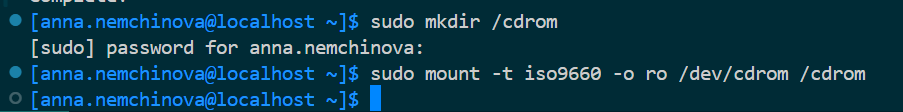 [anna.nemchinova@localhost ~]$ sudo mkdir /cdrom
[sudo] password for anna.nemchinova:
[anna.nemchinova@localhost ~]$ sudo mount -t iso9660 -o ro /dev/cdrom /cdrom
[anna.nemchinova@localhost ~]$